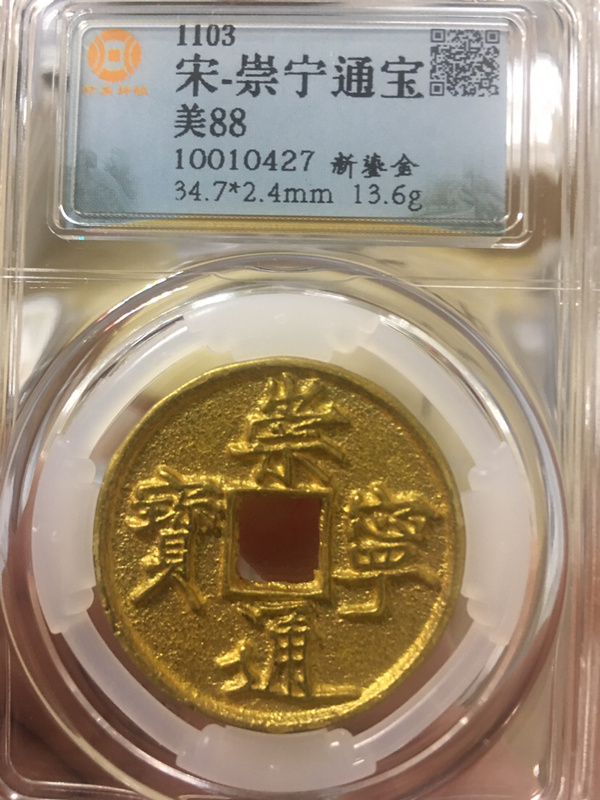 1103
宋-崇宁通宝
美88
10010427 新鎏金
34.7*2.4mm 13.6g
崇
寧
通
寶